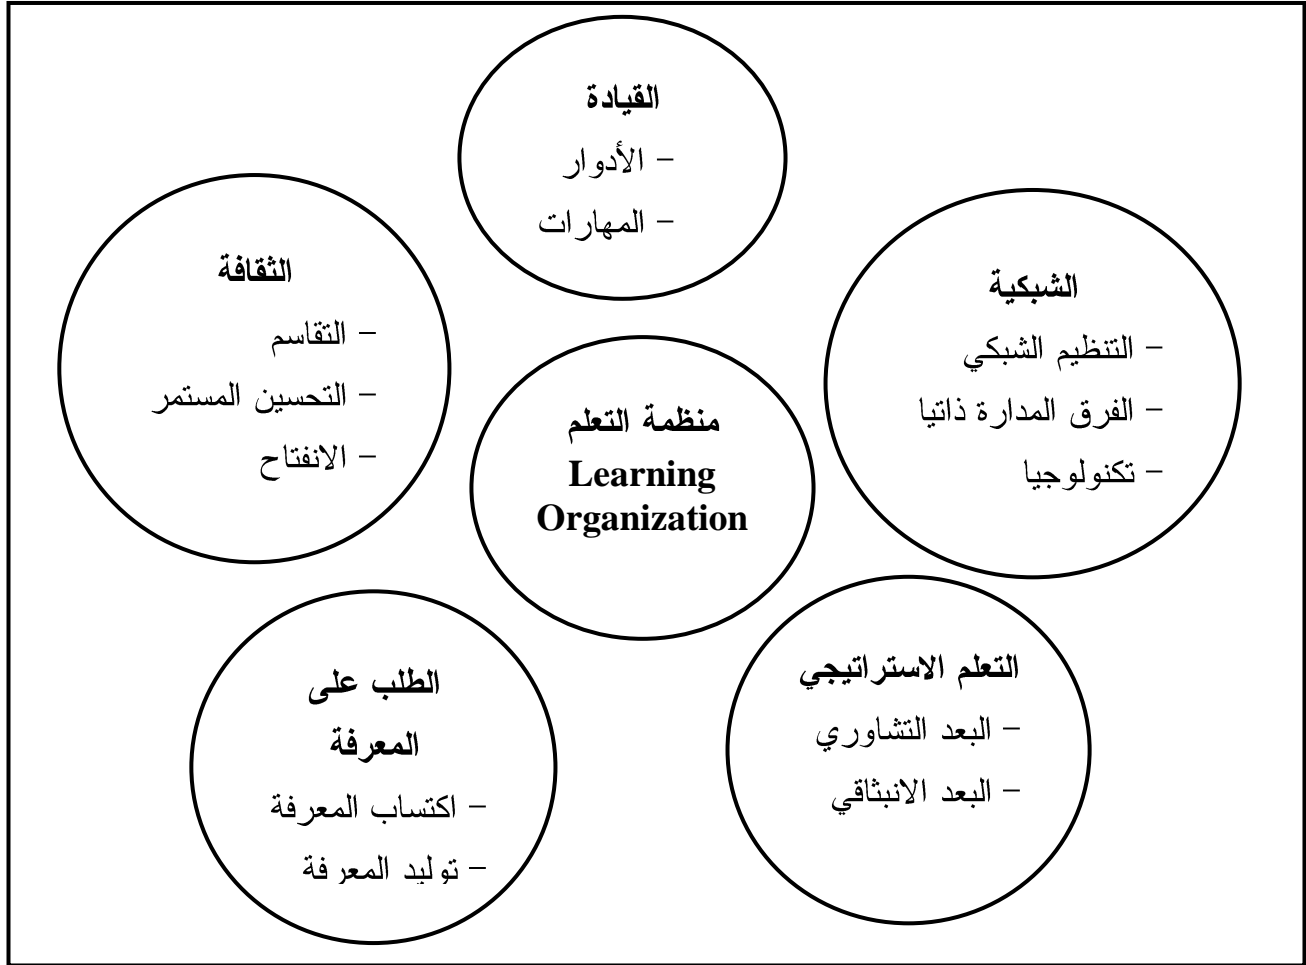 القيادة
– الأدوار
– المهارات
الشبكية
– التنظيم الشبكي
– الفرق المدارة ذاتيا
– تكنولوجيا
الثقافة
– التقاسم
– التحسين المستمر
– الانفتاح
منظمة التعلم
Learning
Organization
التعلم الاستراتيجي
– البعد التشاوري
– البعد الانبثاقي
الطلب على
المعرفة
– اكتساب المعرفة
– توليد المعرفة